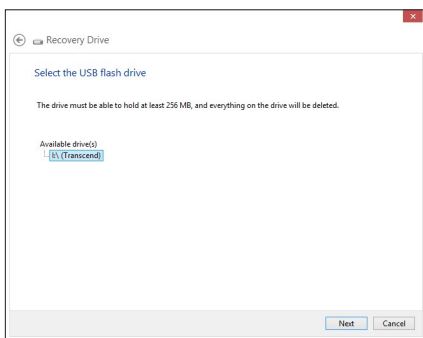 Recovery Drive
Select the USB flash drive
The drive must be able to hold at least 256 MB, and everything on the drive will be deleted.
Available drive(s)
I:\ (Transcend)
Next Cancel